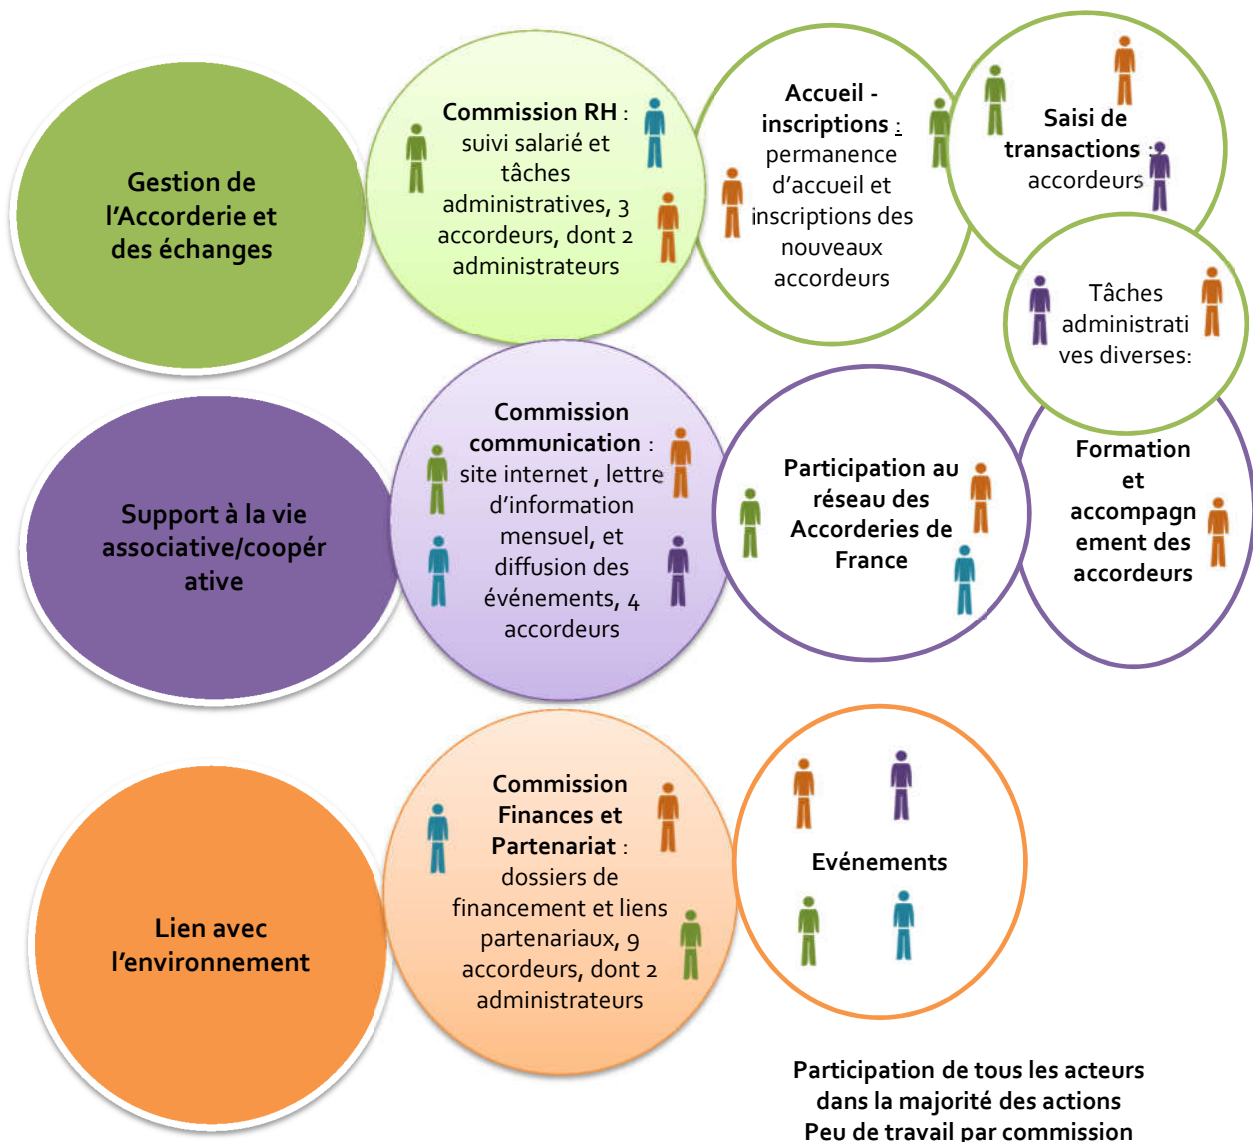 Gestion de
l'Accorderie et
des échanges
Commission RH :
suivi salarié et
tâches
administratives, 3
accordeurs, dont 2
administrateurs
Accueil -
inscriptions :
permanence
d'accueil et
inscriptions des
nouveaux
accordeurs
Saisi de
transactions :
accordeurs
Tâches
administrati
ves diverses:
Support à la vie
associative/coopér
ative
Commission
communication :
site internet , lettre
d'information
mensuel, et
diffusion des
événements, 4
accordeurs
Participation au
réseau des
Accorderies de
France
Formation
et
accompagn
ement des
accordeurs
Lien avec
l'environnement
Commission
Finances et
Partenariat :
dossiers de
financement et liens
partenariaux, 9
accordeurs, dont 2
administrateurs
Evénements
Participation de tous les acteurs
dans la majorité des actions
Peu de travail par commission